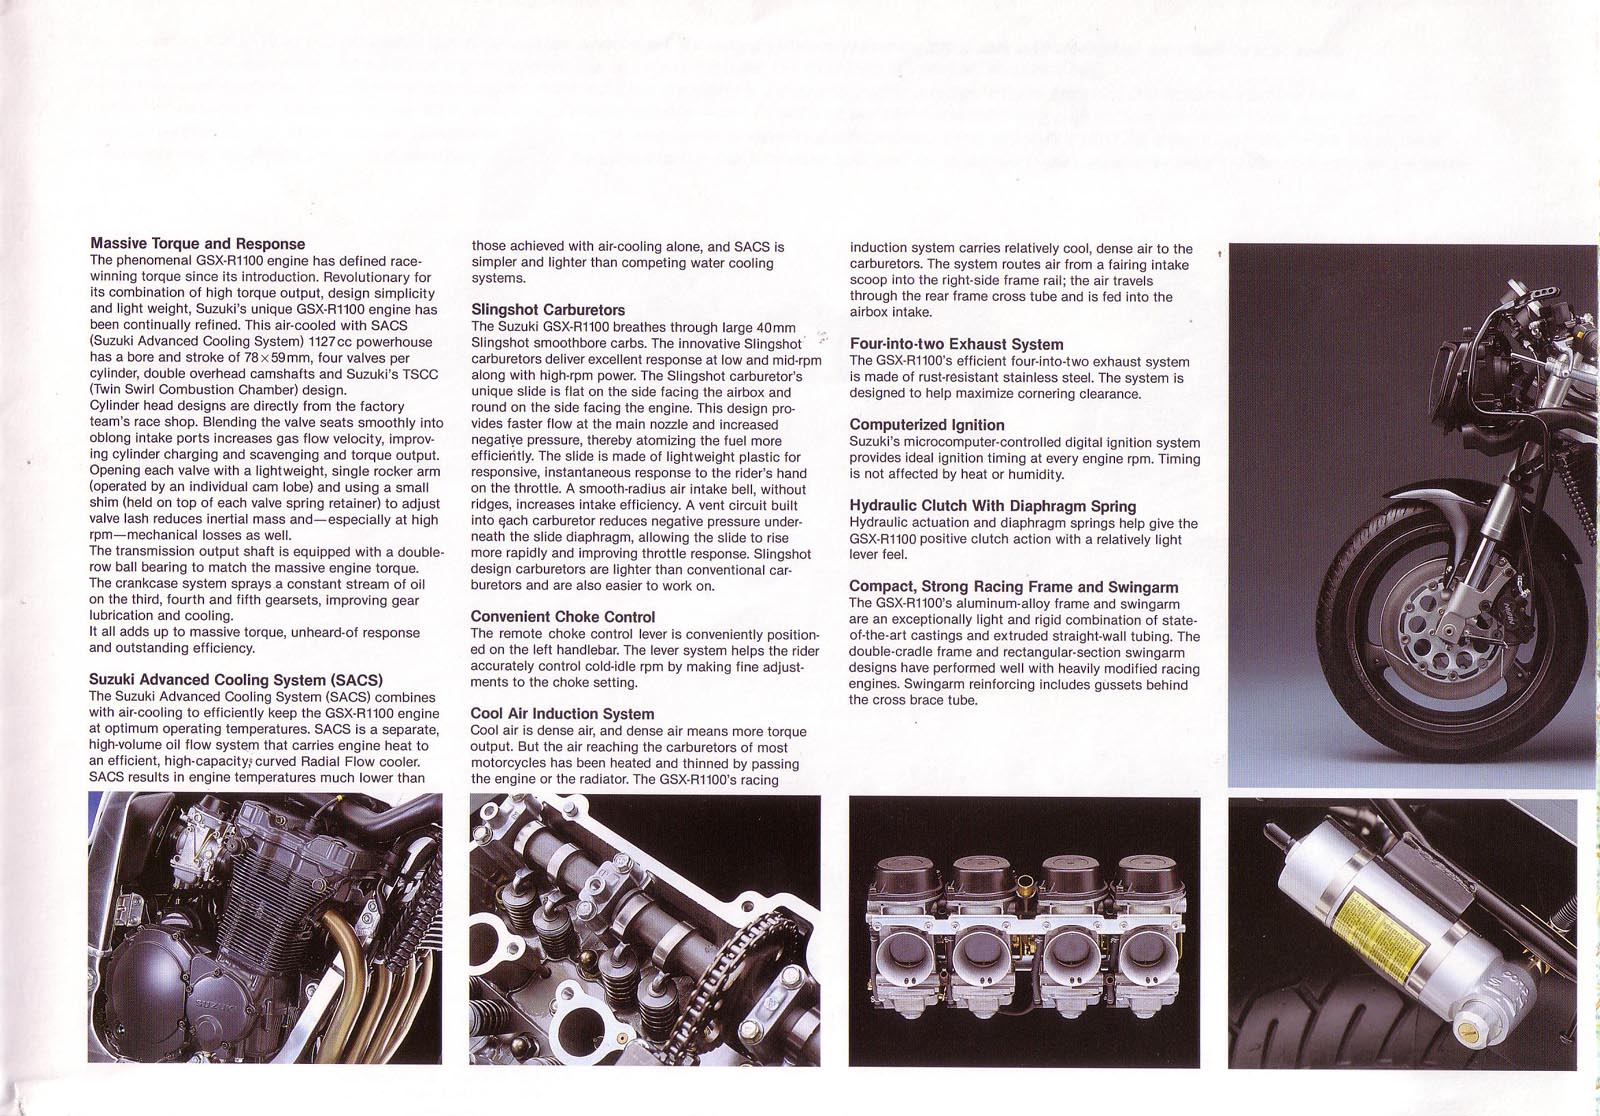 Massive Torque and Response
The phenomenal GSX-R1100 engine has defined race-
winning torque since its introduction. Revolutionary for
its combination of high torque output, design simplicity
and light weight, Suzuki's unique GSX-R1100 engine has
been continually refined. This air-cooled with SACS
(Suzuki Advanced Cooling System) 1127cc powerhouse
has a bore and stroke of 78×59mm, four valves per
cylinder, double overhead camshafts and Suzuki's TSCC
(Twin Swirl Combustion Chamber) design.
Cylinder head designs are directly from the factory
team's race shop. Blending the valve seats smoothly into
oblong intake ports increases gas flow velocity, improv-
ing cylinder charging and scavenging and torque output.
Opening each valve with a lightweight, single rocker arm
(operated by an individual cam lobe) and using a small
shim (held on top of each valve spring retainer) to adjust
valve lash reduces inertial mass and—especially at high
rpm—mechanical losses as well.
The transmission output shaft is equipped with a double-
row ball bearing to match the massive engine torque.
The crankcase system sprays a constant stream of oil
on the third, fourth and fifth gearsets, improving gear
lubrication and cooling.
It all adds up to massive torque, unheard-of response
and outstanding efficiency.
Suzuki Advanced Cooling System (SACS)
The Suzuki Advanced Cooling System (SACS) combines
with air-cooling to efficiently keep the GSX-R1100 engine
at optimum operating temperatures. SACS is a separate,
high-volume oil flow system that carries engine heat to
an efficient, high-capacity, curved Radial Flow cooler.
SACS results in engine temperatures much lower than
those achieved with air-cooling alone, and SACS is
simpler and lighter than competing water cooling
systems.
Slingshot Carburetors
The Suzuki GSX-R1100 breathes through large 40mm
Slingshot smoothbore carbs. The innovative Slingshot
carburetors deliver excellent response at low and mid-rpm
along with high-rpm power. The Slingshot carburetor's
unique slide is flat on the side facing the airbox and
round on the side facing the engine. This design pro-
vides faster flow at the main nozzle and increased
negative pressure, thereby atomizing the fuel more
efficiently. The slide is made of lightweight plastic for
responsive, instantaneous response to the rider's hand
on the throttle. A smooth-radius air intake bell, without
ridges, increases intake efficiency. A vent circuit built
into each carburetor reduces negative pressure under-
neath the slide diaphragm, allowing the slide to rise
more rapidly and improving throttle response. Slingshot
design carburetors are lighter than conventional car-
buretors and are also easier to work on.
Convenient Choke Control
The remote choke control lever is conveniently position-
ed on the left handlebar. The lever system helps the rider
accurately control cold-idle rpm by making fine adjust-
ments to the choke setting.
Cool Air Induction System
Cool air is dense air, and dense air means more torque
output. But the air reaching the carburetors of most
motorcycles has been heated and thinned by passing
the engine or the radiator. The GSX-R1100's racing
induction system carries relatively cool, dense air to the
carburetors. The system routes air from a fairing intake
scoop into the right-side frame rail; the air travels
through the rear frame cross tube and is fed into the
airbox intake.
Four-into-two Exhaust System
The GSX-R1100's efficient four-into-two exhaust system
is made of rust-resistant stainless steel. The system is
designed to help maximize cornering clearance.
Computerized Ignition
Suzuki's microcomputer-controlled digital ignition system
provides ideal ignition timing at every engine rpm. Timing
is not affected by heat or humidity.
Hydraulic Clutch With Diaphragm Spring
Hydraulic actuation and diaphragm springs help give the
GSX-R1100 positive clutch action with a relatively light
lever feel.
Compact, Strong Racing Frame and Swingarm
The GSX-R1100's aluminum-alloy frame and swingarm
are an exceptionally light and rigid combination of state-
of-the-art castings and extruded straight-wall tubing. The
double-cradle frame and rectangular-section swingarm
designs have performed well with heavily modified racing
engines. Swingarm reinforcing includes gussets behind
the cross brace tube.
SUZUKI
NISSIN